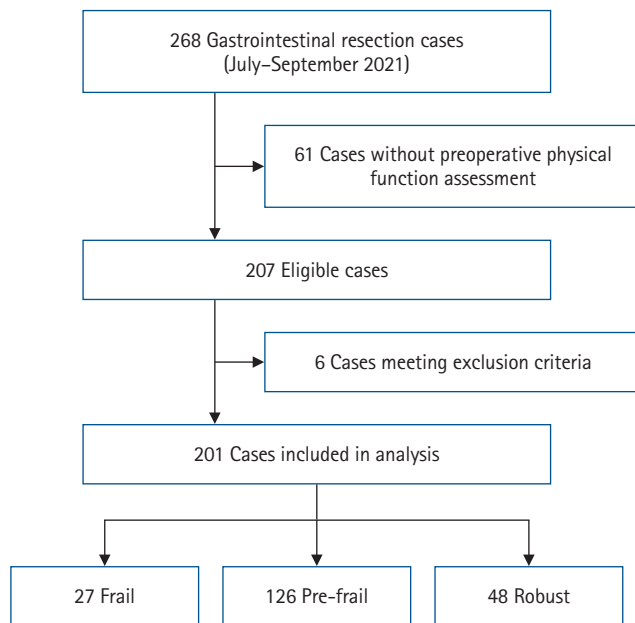 268 Gastrointestinal resection cases
(July–September 2021)
61 Cases without preoperative physical
function assessment
207 Eligible cases
6 Cases meeting exclusion criteria
201 Cases included in analysis
27 Frail
126 Pre-frail
48 Robust